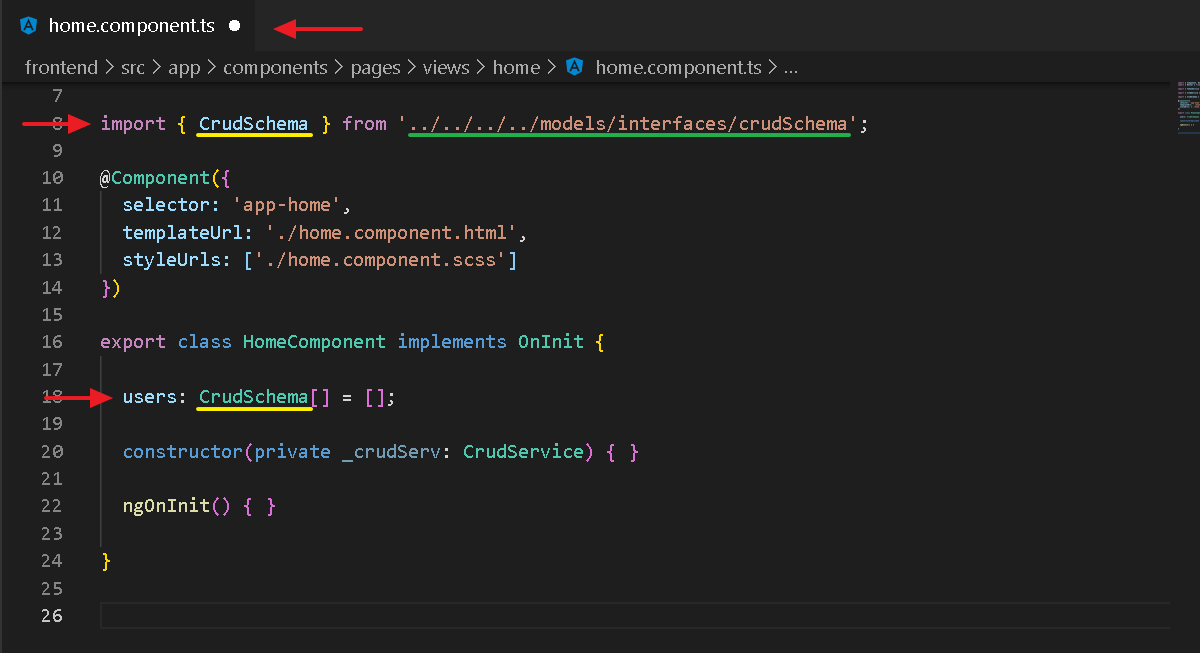 home.component.ts
frontend > src > app > components > pages > views > home > home.component.ts > ...
7
8 import { CrudSchema } from '../../../../models/interfaces/crudSchema';
9
10 @Component({
11 selector: 'app-home',
12 templateUrl: './home.component.html',
13 styleUrls: ['./home.component.scss']
14 })
15
16 export class HomeComponent implements OnInit {
17
18 users: CrudSchema[] = [];
19
20 constructor(private _crudServ: CrudService) { }
21
22 ngOnInit() { }
23
24 }
25
26